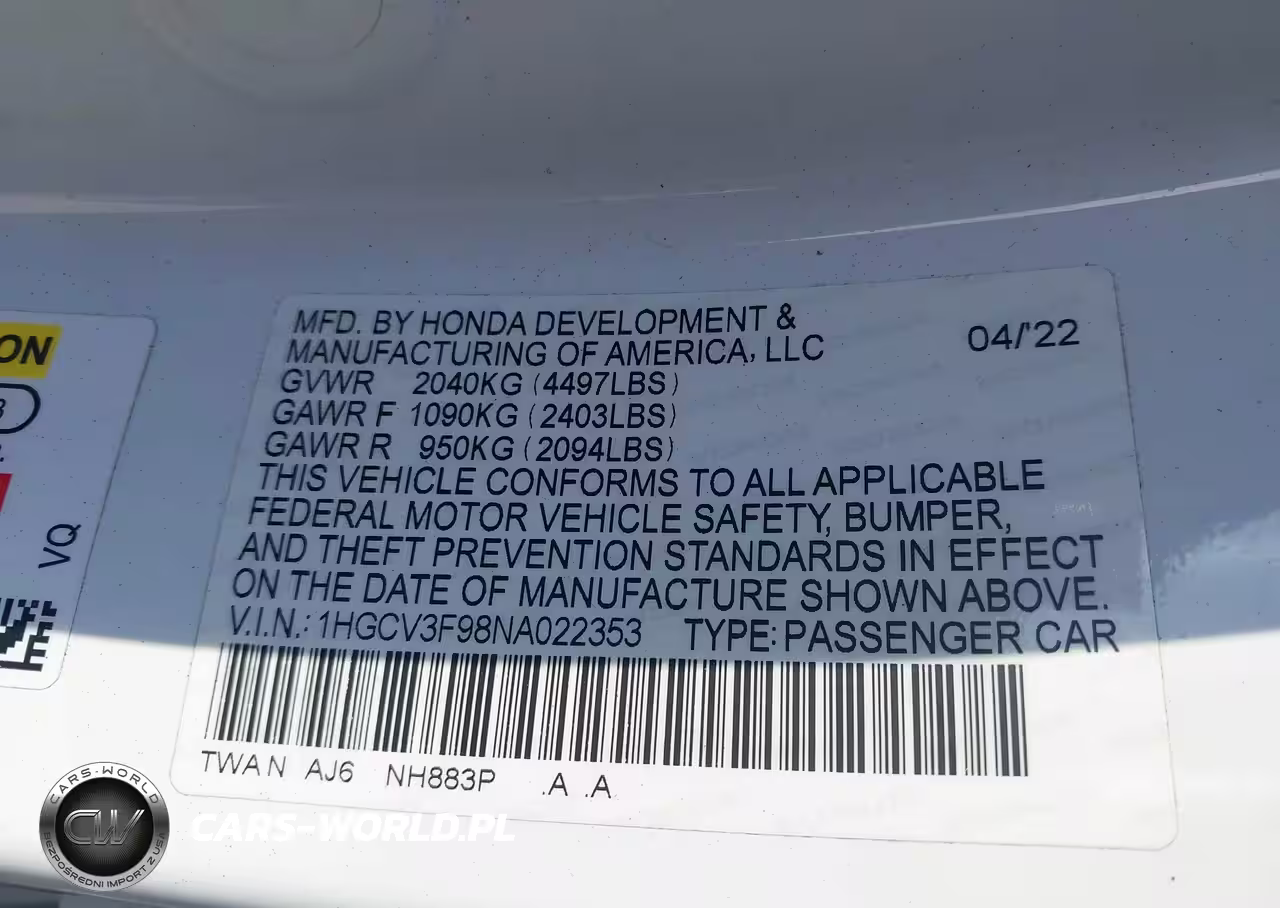 MFD. BY HONDA DEVELOPMENT &
MANUFACTURING OF AMERICA, LLC
04/'22
GVWR 2040KG (4497LBS)
GAWR F 1090KG (2403LBS)
GAWR R 950KG (2094LBS)
THIS VEHICLE CONFORMS TO ALL APPLICABLE
FEDERAL MOTOR VEHICLE SAFETY, BUMPER,
AND THEFT PREVENTION STANDARDS IN EFFECT
ON THE DATE OF MANUFACTURE SHOWN ABOVE.
V.I.N.: 1HGCV3F98NA022353 TYPE: PASSENGER CAR
TWAN AJ6 NH883P .A .A
ON
VQ
CARS-WORLD
CW
BEZPOŚREDNI IMPORT Z USA
CARS-WORLD.PL